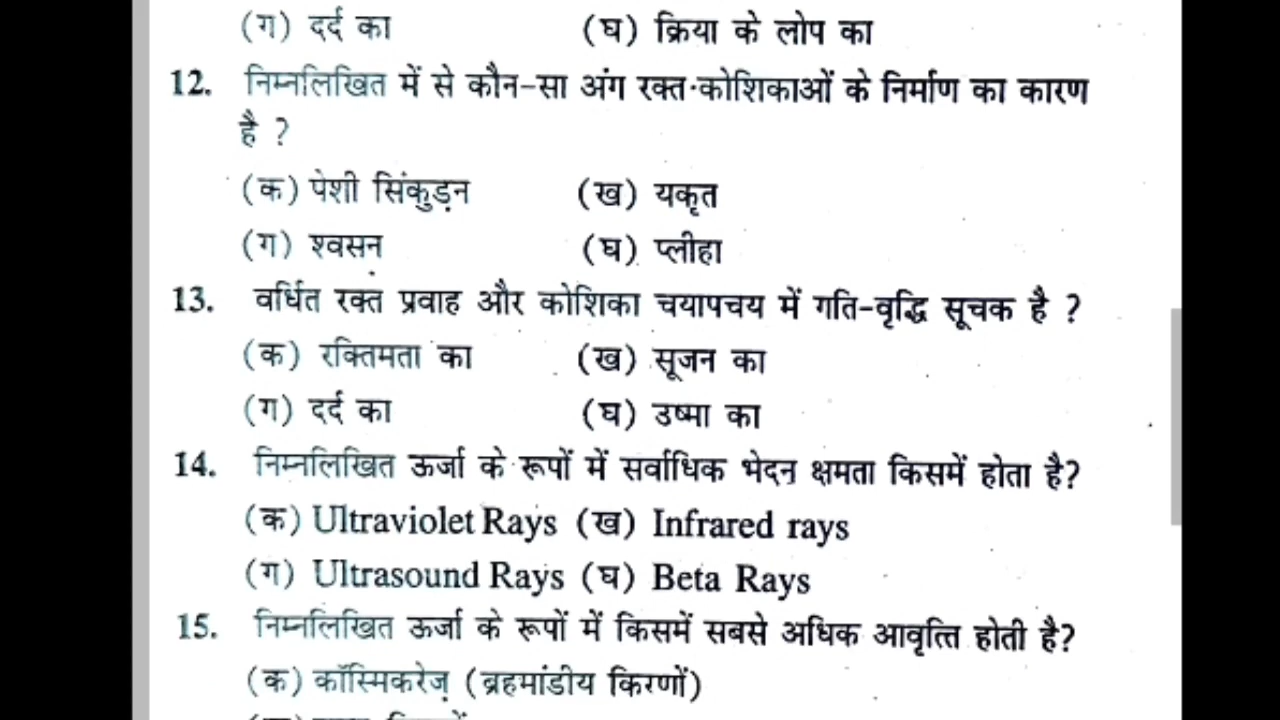 (ग) दर्द का (घ) क्रिया के लोप का
12. निम्नलिखित में से कौन-सा अंग रक्त-कोशिकाओं के निर्माण का कारण
है ?
(क) पेशी सिंकुड़न (ख) यकृत
(ग) श्वसन (घ) प्लीहा
13. वर्धित रक्त प्रवाह और कोशिका चयापचय में गति-वृद्धि सूचक है ?
(क) रक्तिमता का (ख) सूजन का
(ग) दर्द का (घ) उष्मा का
14. निम्नलिखित ऊर्जा के रूपों में सर्वाधिक भेदन क्षमता किसमें होता है?
(क) Ultraviolet Rays (ख) Infrared rays
(ग) Ultrasound Rays (घ) Beta Rays
15. निम्नलिखित ऊर्जा के रूपों में किसमें सबसे अधिक आवृत्ति होती है?
(क) कॉस्मिकरेज़ (ब्रहमांडीय किरणों)